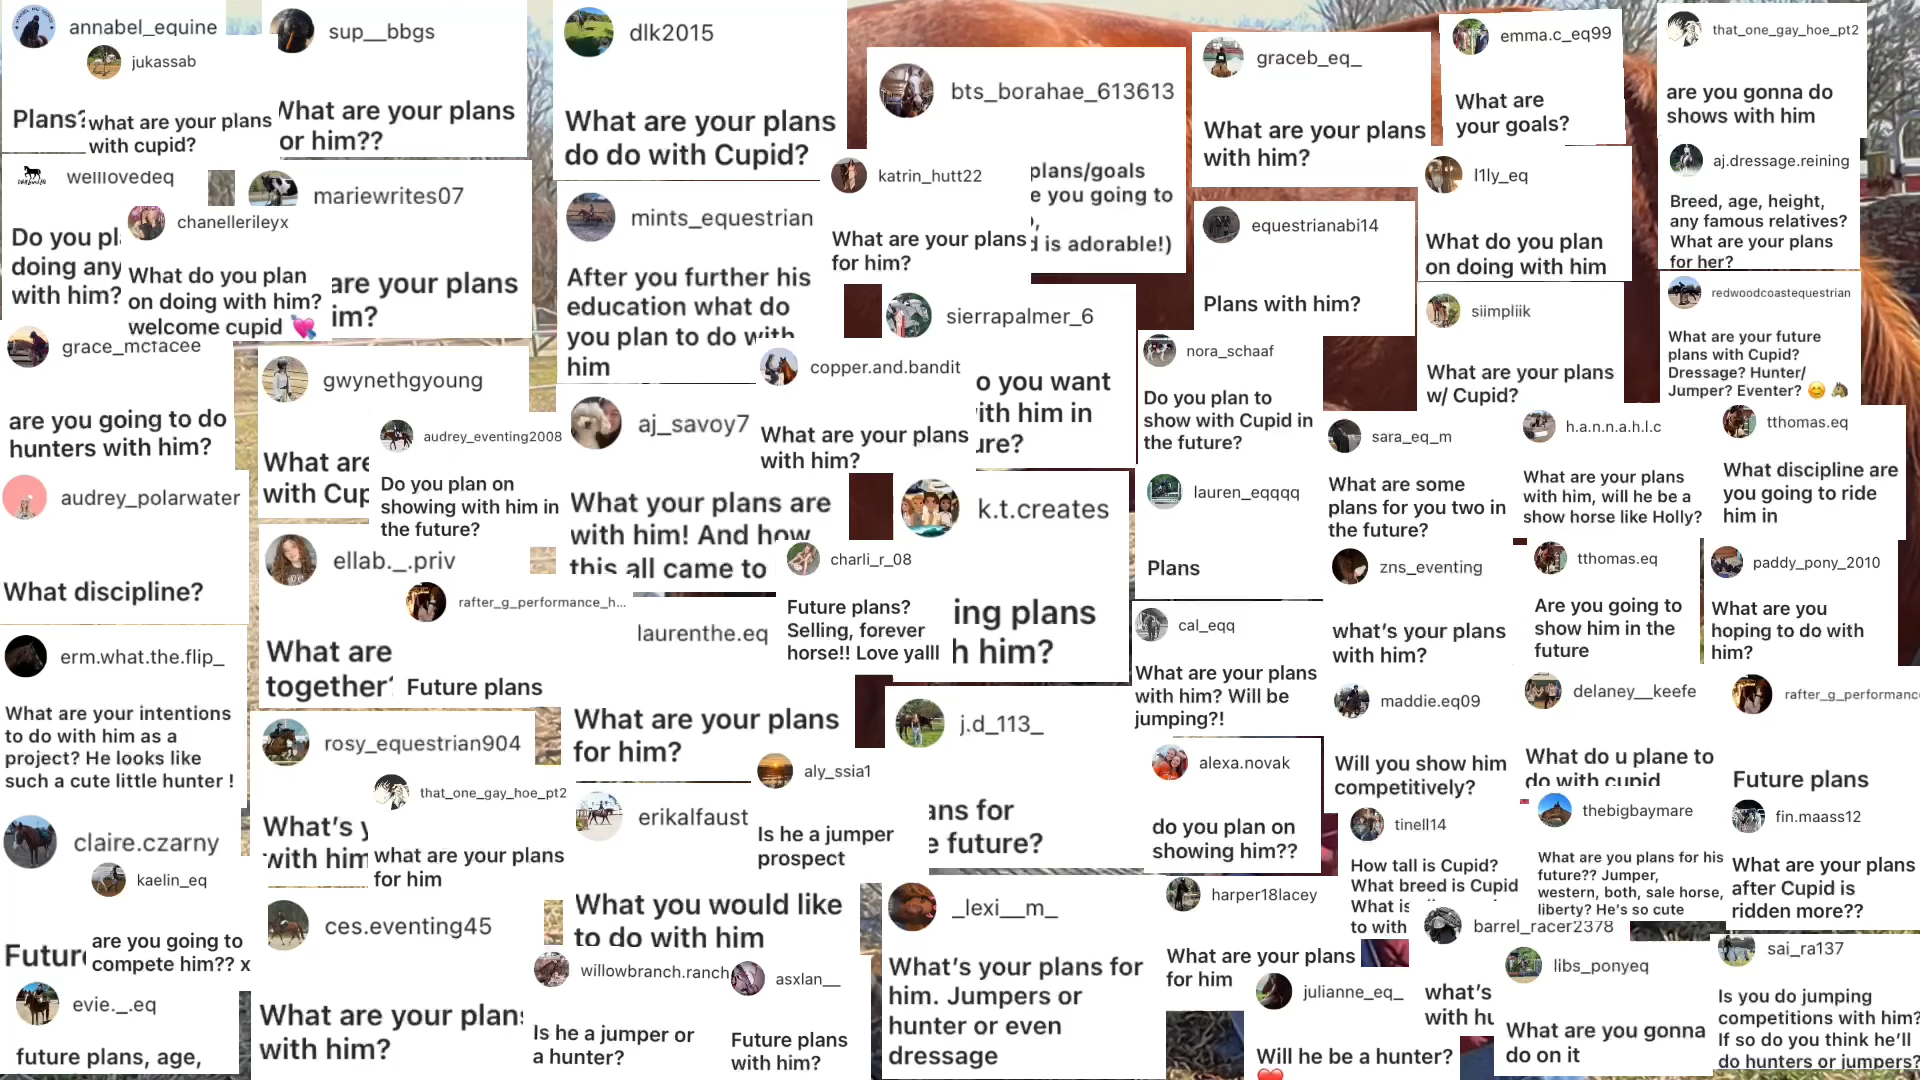 annabel_equine
jukassab
Plans?
what are your plans
with cupid?
sup__bbgs
What are your plans
or him??
welllovedeq
chanellerileyx
Do you pl
doing any
with him?
What do you plan
on doing with him?
welcome cupid 💘
mariewrites07
are your plans
im?
grace_mcfacee
are you going to do
hunters with him?
gwynethgyoung
What are
with Cup
audrey_eventing2008
Do you plan on
showing with him in
the future?
audrey_polarwater
What discipline?
ellab._.priv
rafter_g_performance_h...
What are
together?
Future plans
erm.what.the.flip_
What are your intentions
to do with him as a
project? He looks like
such a cute little hunter !
rosy_equestrian904
that_one_gay_hoe_pt2
What's y
with him
what are your plans
for him
claire.czarny
kaelin_eq
Future
are you going to
compete him?? x
ces.eventing45
What are your plans
with him?
evie._.eq
future plans, age,
dlk2015
What are your plans
do do with Cupid?
mints_equestrian
After you further his
education what do
you plan to do with
him
aj_savoy7
What your plans are
with him! And how
this all came to
laurenthe.eq
What are your plans
for him?
erikalfaust
What you would like
to do with him
aly_ssia1
Is he a jumper
prospect
willowbranch.ranch
Is he a jumper or
a hunter?
asxlan__
Future plans
with him?
bts_borahae_613613
plans/goals
e you going to
d is adorable!)
katrin_hutt22
What are your plans
for him?
sierrapalmer_6
o you want
ith him in
ure?
copper.and.bandit
What are your plans
with him?
k.t.creates
ing plans
h him?
charli_r_08
Future plans?
Selling, forever
horse!! Love yalll
j.d_113_
ans for
e future?
_lexi__m_
What's your plans for
him. Jumpers or
hunter or even
dressage
graceb_eq_
What are your plans
with him?
equestrianabi14
Plans with him?
nora_schaaf
Do you plan to
show with Cupid in
the future?
lauren_eqqqq
Plans
cal_eqq
What are your plans
with him? Will be
jumping?!
alexa.novak
do you plan on
showing him??
harper18lacey
What are your plans
for him
julianne_eq_
Will he be a hunter?
❤️
emma.c_eq99
What are
your goals?
l1ly_eq
What do you plan
on doing with him
siimpliik
What are your plans
w/ Cupid?
sara_eq_m
What are some
plans for you two in
the future?
zns_eventing
what's your plans
with him?
maddie.eq09
Will you show him
competitively?
tinell14
How tall is Cupid?
What breed is Cupid
What is
to with
barrel_racer2378
what's
with hu
h.a.n.n.a.h.l.c
What are your plans
with him, will he be a
show horse like Holly?
tthomas.eq
Are you going to
show him in the
future
delaney__keefe
What do u plane to
do with cupid
thebigbaymare
What are you plans for his
future?? Jumper,
western, both, sale horse,
liberty? He's so cute
libs_ponyeq
What are you gonna
do on it
that_one_gay_hoe_pt2
are you gonna do
shows with him
aj.dressage.reining
Breed, age, height,
any famous relatives?
What are your plans
for her?
redwoodcoastequestrian
What are your future
plans with Cupid?
Dressage? Hunter/
Jumper? Eventer? 😊 🐴
tthomas.eq
What discipline are
you going to ride
him in
paddy_pony_2010
What are you
hoping to do with
him?
rafter_g_performance
Future plans
fin.maass12
What are your plans
after Cupid is
ridden more??
sai_ra137
Is you do jumping
competitions with him?
If so do you think he'll
do hunters or jumpers?